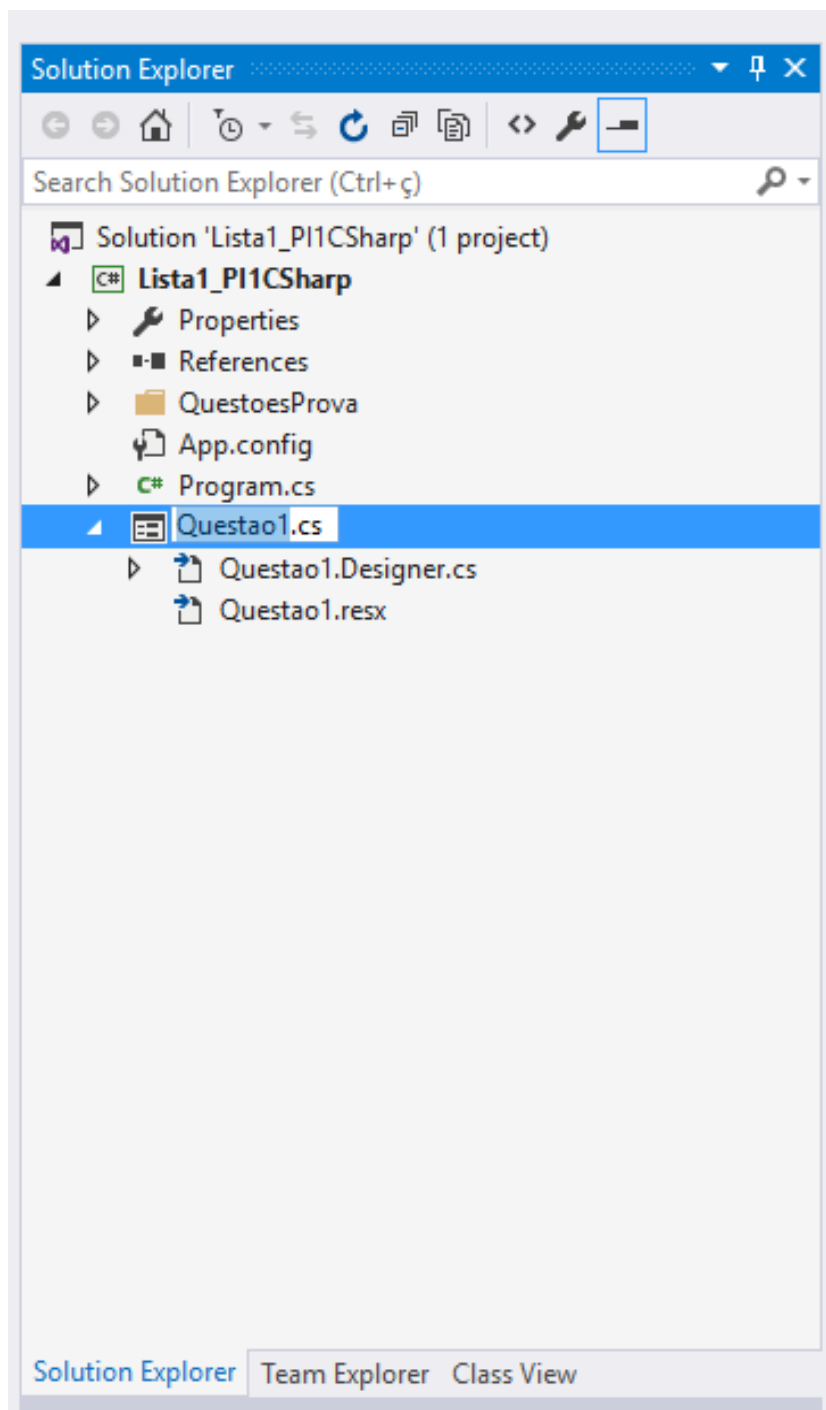 Solution Explorer
Search Solution Explorer (Ctrl+ç)
Solution 'Lista1_PI1CSharp' (1 project)
C# Lista1_PI1CSharp
Properties
References
QuestoesProva
App.config
C# Program.cs
Questao1.cs
Questao1.Designer.cs
Questao1.resx
Solution Explorer Team Explorer Class View